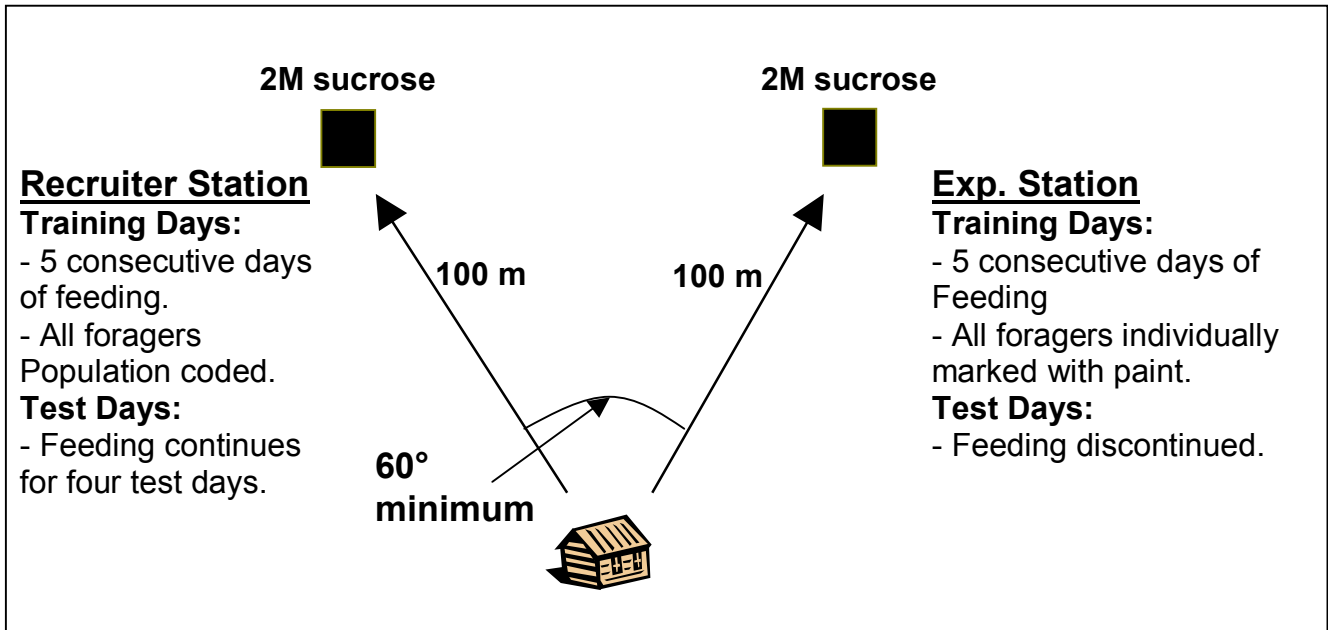 2M sucrose
2M sucrose
Recruiter Station
Training Days:
- 5 consecutive days
of feeding.
- All foragers
Population coded.
Test Days:
- Feeding continues
for four test days.
100 m
100 m
60°
minimum
Exp. Station
Training Days:
- 5 consecutive days of
Feeding
- All foragers individually
marked with paint.
Test Days:
- Feeding discontinued.